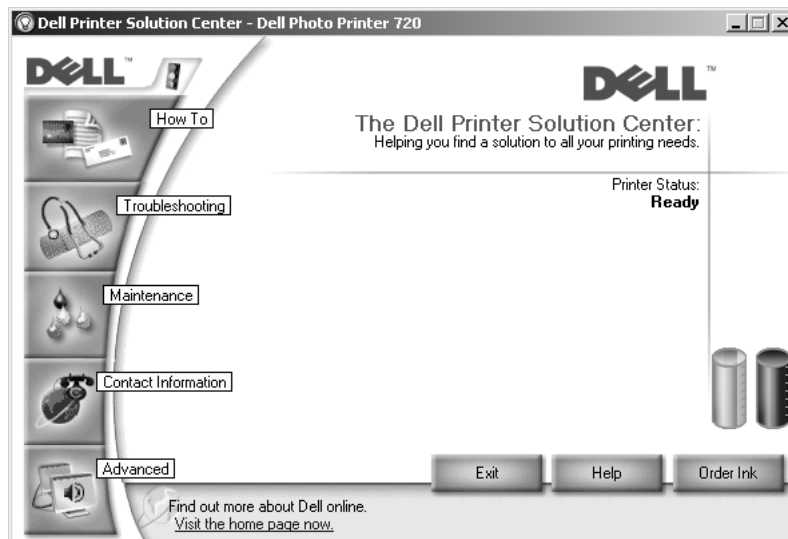 Dell Printer Solution Center - Dell Photo Printer 720
DELL™
DELL™
How To
The Dell Printer Solution Center:
Helping you find a solution to all your printing needs.
Printer Status:
Ready
Troubleshooting
Maintenance
Contact Information
Advanced
Exit
Help
Order Ink
Find out more about Dell online.
Visit the home page now.